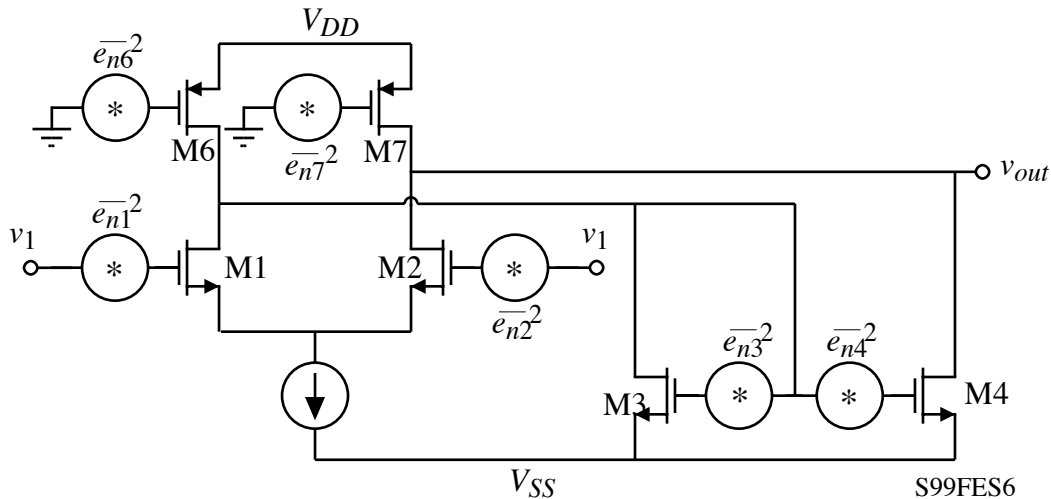 V_DD
e_n6^2
*
M6
e_n7^2
*
M7
v_out
e_n1^2
v_1
*
M1
M2
*
v_1
e_n2^2
e_n3^2
e_n4^2
M3
*
*
M4
V_SS
S99FES6